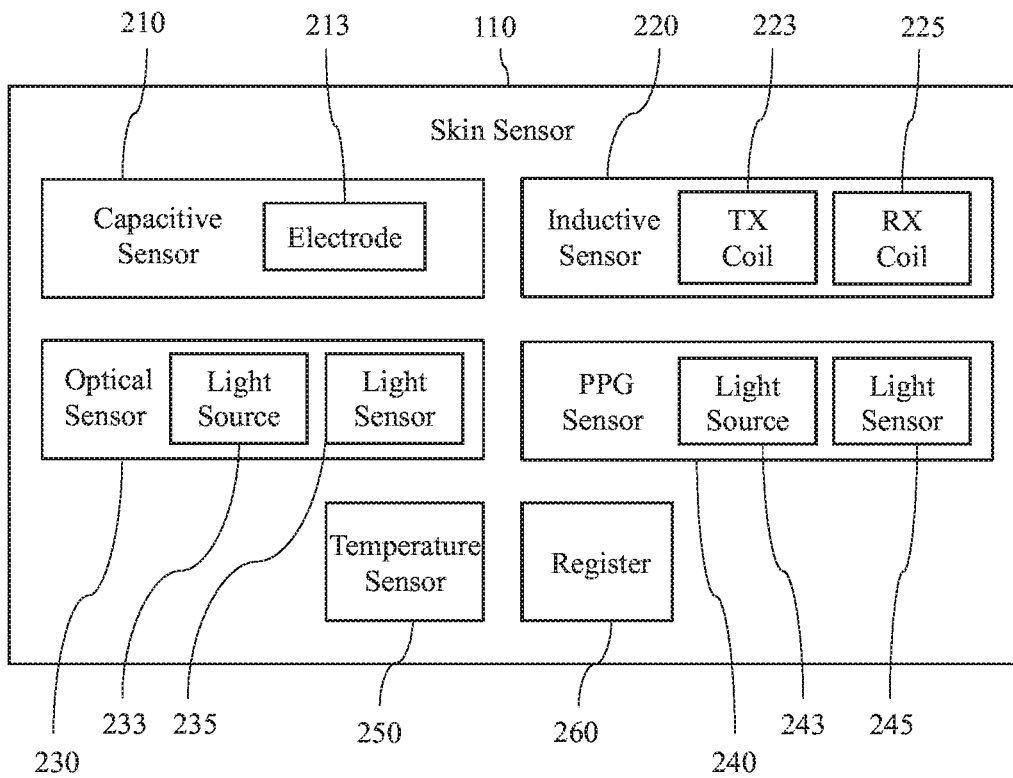 210 213 110 220 223 225
Skin Sensor
Capacitive
Sensor
Electrode
Inductive
Sensor
TX
Coil
RX
Coil
Optical
Sensor
Light
Source
Light
Sensor
PPG
Sensor
Light
Source
Light
Sensor
Temperature
Sensor
Register
233 235 250 260 243 245
230 240